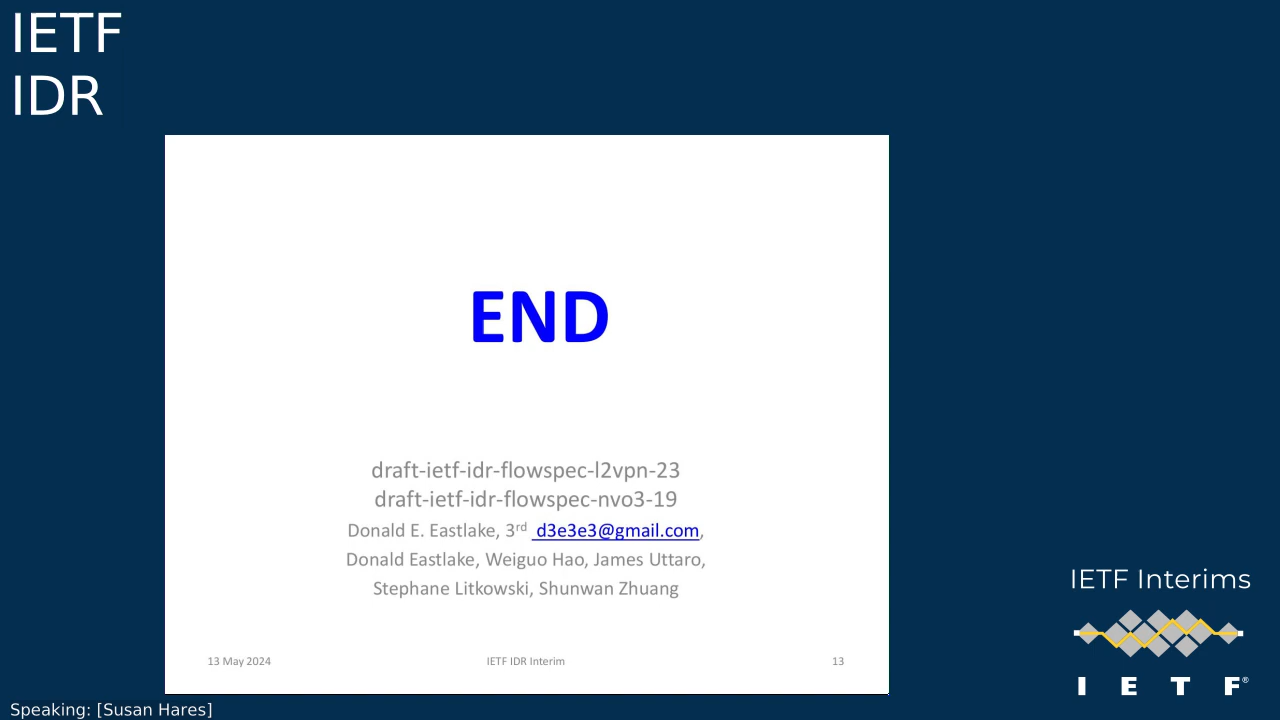 IETF
IDR
END
draft-ietf-idr-flowspec-l2vpn-23
draft-ietf-idr-flowspec-nvo3-19
Donald E. Eastlake, 3rd d3e3e3@gmail.com,
Donald Eastlake, Weiguo Hao, James Uttaro,
Stephane Litkowski, Shunwan Zhuang
13 May 2024 IETF IDR Interim 13
IETF Interims
I E T F®
Speaking: [Susan Hares]